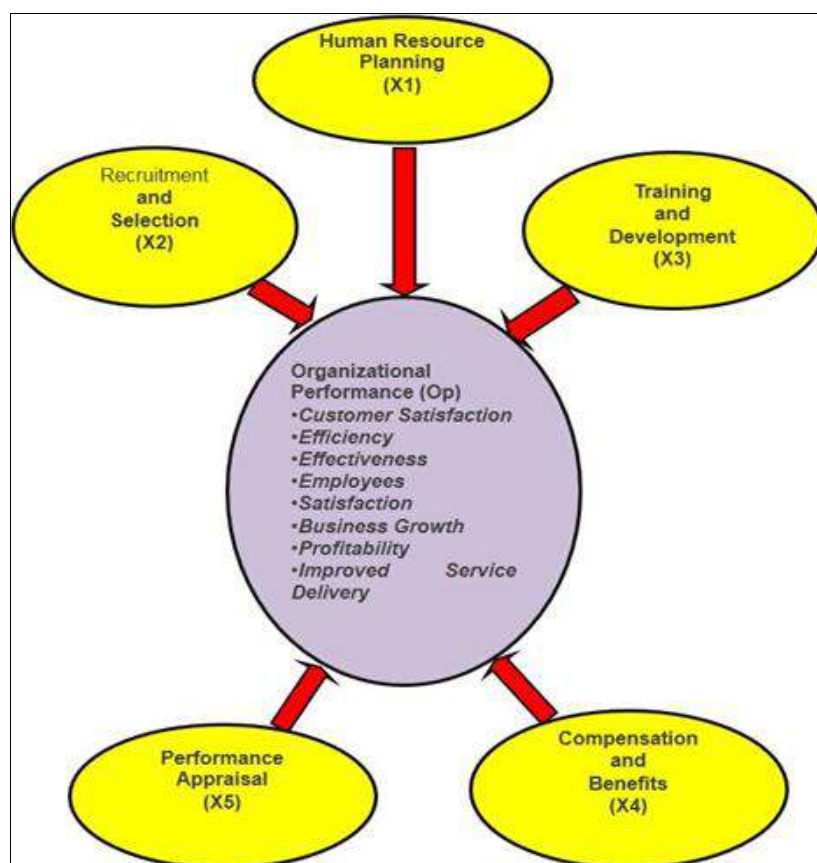 Human Resource
Planning
(X1)
Recruitment
and
Selection
(X2)
Training
and
Development
(X3)
Organizational
Performance (Op)
•Customer Satisfaction
•Efficiency
•Effectiveness
•Employees
•Satisfaction
•Business Growth
•Profitability
•Improved Service
Delivery
Performance
Appraisal
(X5)
Compensation
and
Benefits
(X4)